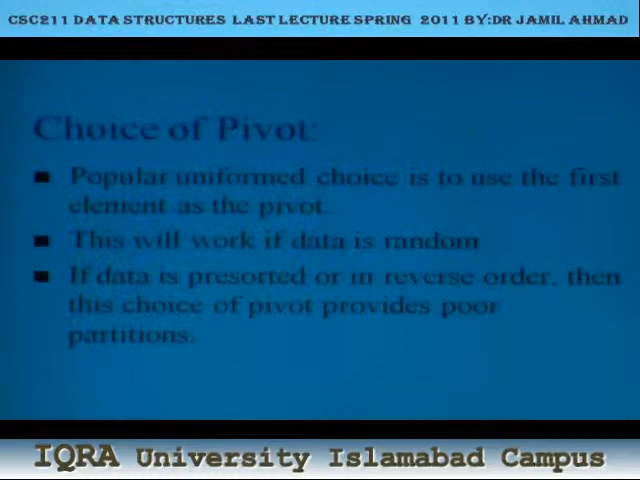 CSC211 DATA STRUCTURES LAST LECTURE SPRING 2011 BY:DR JAMIL AHMAD
Choice of Pivot:
■ Popular uniformed choice is to use the first
element as the pivot.
■ This will work if data is random
■ If data is presorted or in reverse order, then
this choice of pivot provides poor
partitions.
IQRA University Islamabad Campus